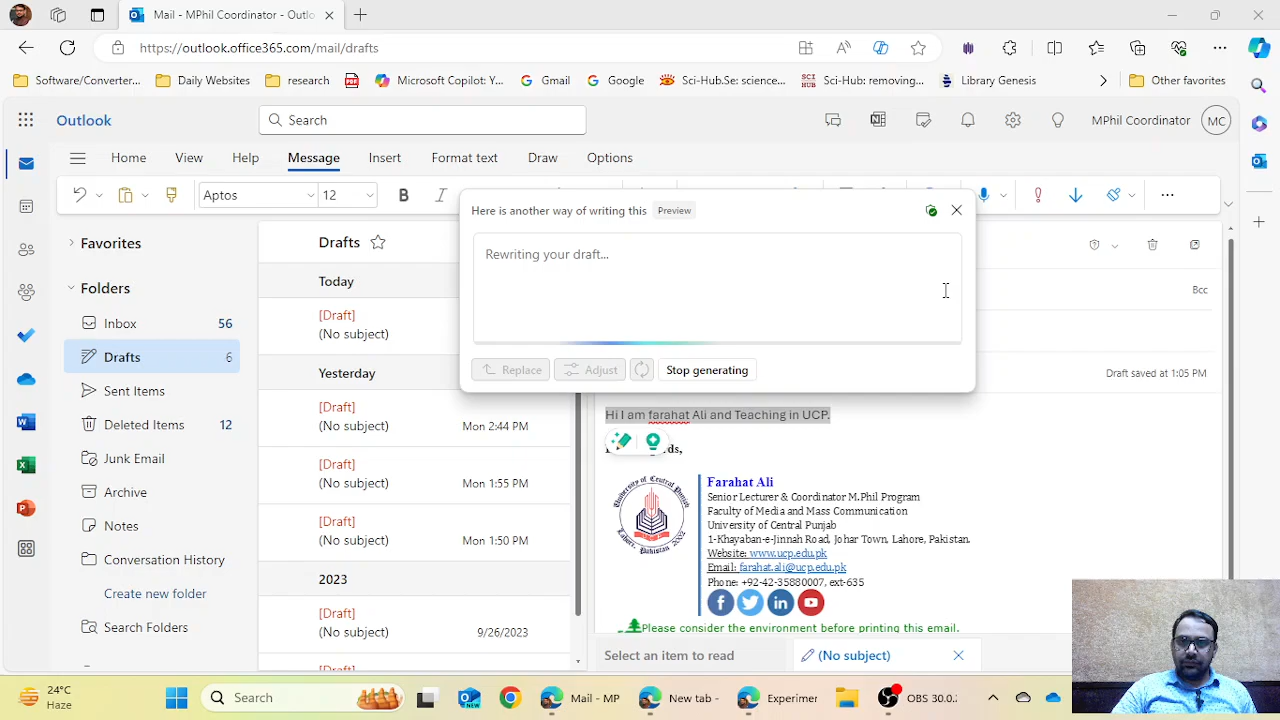 Mail - MPhil Coordinator - Outlo
https://outlook.office365.com/mail/drafts
Software/Converter...
Daily Websites
research
Microsoft Copilot: Y...
Gmail
Google
Sci-Hub.Se: science...
Sci-Hub: removing...
Library Genesis
Other favorites
Outlook
Search
MPhil Coordinator
MC
Home
View
Help
Message
Insert
Format text
Draw
Options
Aptos
12
B
I
Here is another way of writing this
Preview
Rewriting your draft...
Replace
Adjust
Stop generating
Favorites
Folders
Inbox
56
Drafts
6
Sent Items
Deleted Items
12
Junk Email
Archive
Notes
Conversation History
Create new folder
Search Folders
Drafts
Today
[Draft]
(No subject)
Yesterday
[Draft]
(No subject)
Mon 2:44 PM
[Draft]
(No subject)
Mon 1:55 PM
[Draft]
(No subject)
Mon 1:50 PM
2023
[Draft]
(No subject)
9/26/2023
[Draft]
Bcc
Draft saved at 1:05 PM
Hi I am farahat Ali and Teaching in UCP.
ds,
University of Central Punjab
Lahore, Pakistan 2002
Farahat Ali
Senior Lecturer & Coordinator M.Phil Program
Faculty of Media and Mass Communication
University of Central Punjab
1-Khayaban-e-Jinnah Road, Johar Town, Lahore, Pakistan.
Website: www.ucp.edu.pk
Email: farahat.ali@ucp.edu.pk
Phone: +92-42-35880007, ext-635
Please consider the environment before printing this email.
Select an item to read
(No subject)
24°C
Haze
Search
Mail - MP
New tab -
Experimer
OBS 30.0.: